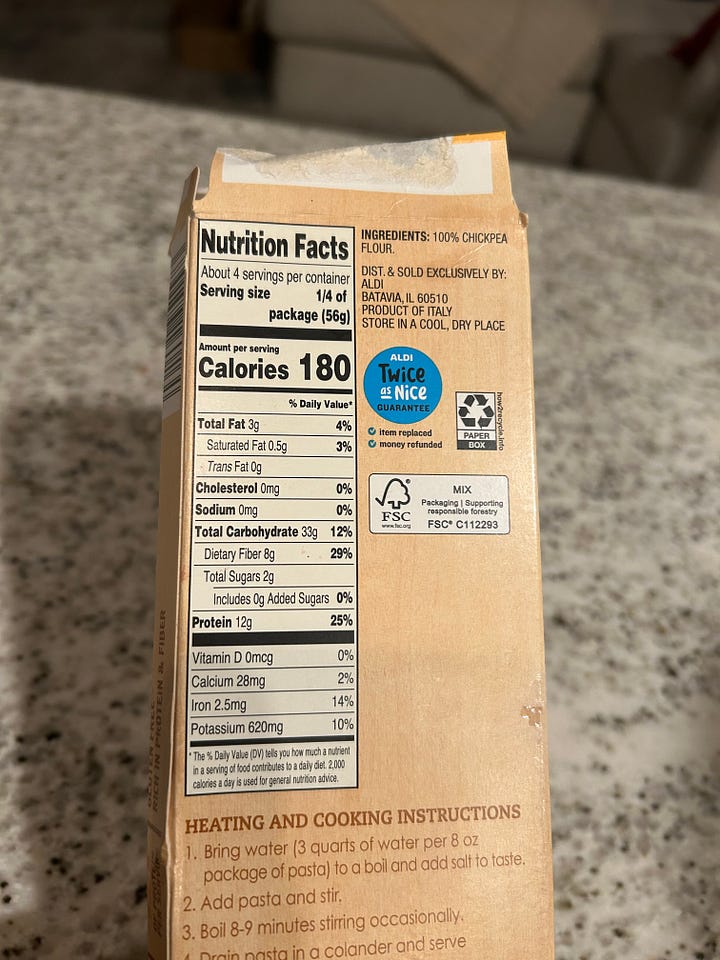 Nutrition Facts
About 4 servings per container
Serving size 1/4 of
package (56g)
Amount per serving
Calories 180
% Daily Value*
Total Fat 3g 4%
Saturated Fat 0.5g 3%
Trans Fat 0g
Cholesterol 0mg 0%
Sodium 0mg 0%
Total Carbohydrate 33g 12%
Dietary Fiber 8g 29%
Total Sugars 2g
Includes 0g Added Sugars 0%
Protein 12g 25%
Vitamin D 0mcg 0%
Calcium 28mg 2%
Iron 2.5mg 14%
Potassium 620mg 10%
* The % Daily Value (DV) tells you how much a nutrient
in a serving of food contributes to a daily diet. 2,000
calories a day is used for general nutrition advice.
INGREDIENTS: 100% CHICKPEA
FLOUR.
DIST. & SOLD EXCLUSIVELY BY:
ALDI
BATAVIA, IL 60510
PRODUCT OF ITALY
STORE IN A COOL, DRY PLACE
ALDI
Twice
as Nice
GUARANTEE
item replaced
money refunded
PAPER
BOX
how2recycle.info
FSC
www.fsc.org
MIX
Packaging | Supporting
responsible forestry
FSC® C112293
RICH IN PROTEIN & FIBER
HEATING AND COOKING INSTRUCTIONS
1. Bring water (3 quarts of water per 8 oz
package of pasta) to a boil and add salt to taste.
2. Add pasta and stir.
3. Boil 8-9 minutes stirring occasionally.
4. Drain pasta in a colander and serve